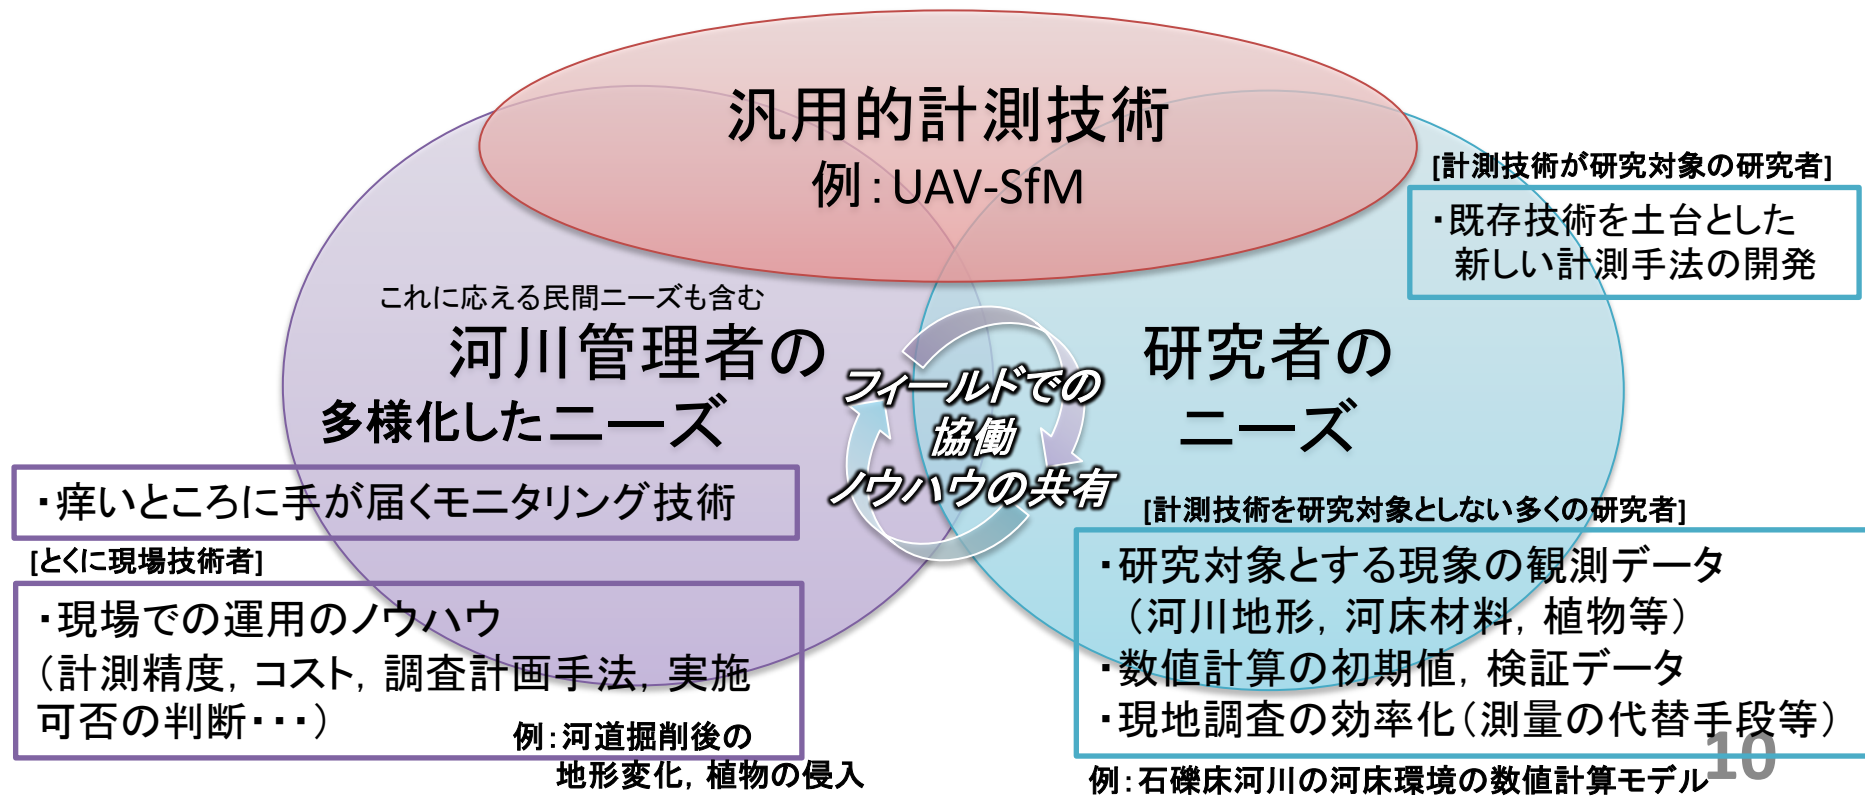 汎用的計測技術
例：UAV-SfM
これに応える民間ニーズも含む
河川管理者の
多様化したニーズ
・痒いところに手が届くモニタリング技術
[とくに現場技術者]
・現場での運用のノウハウ
（計測精度，コスト，調査計画手法，実施
可否の判断・・・）
例：河道掘削後の
地形変化，植物の侵入
フィールドでの
協働
ノウハウの共有
[計測技術が研究対象の研究者]
・既存技術を土台とした
新しい計測手法の開発
研究者の
ニーズ
[計測技術を研究対象としない多くの研究者]
・研究対象とする現象の観測データ
（河川地形，河床材料，植物等）
・数値計算の初期値，検証データ
・現地調査の効率化（測量の代替手段等）
例：石礫床河川の河床環境の数値計算モデル
10